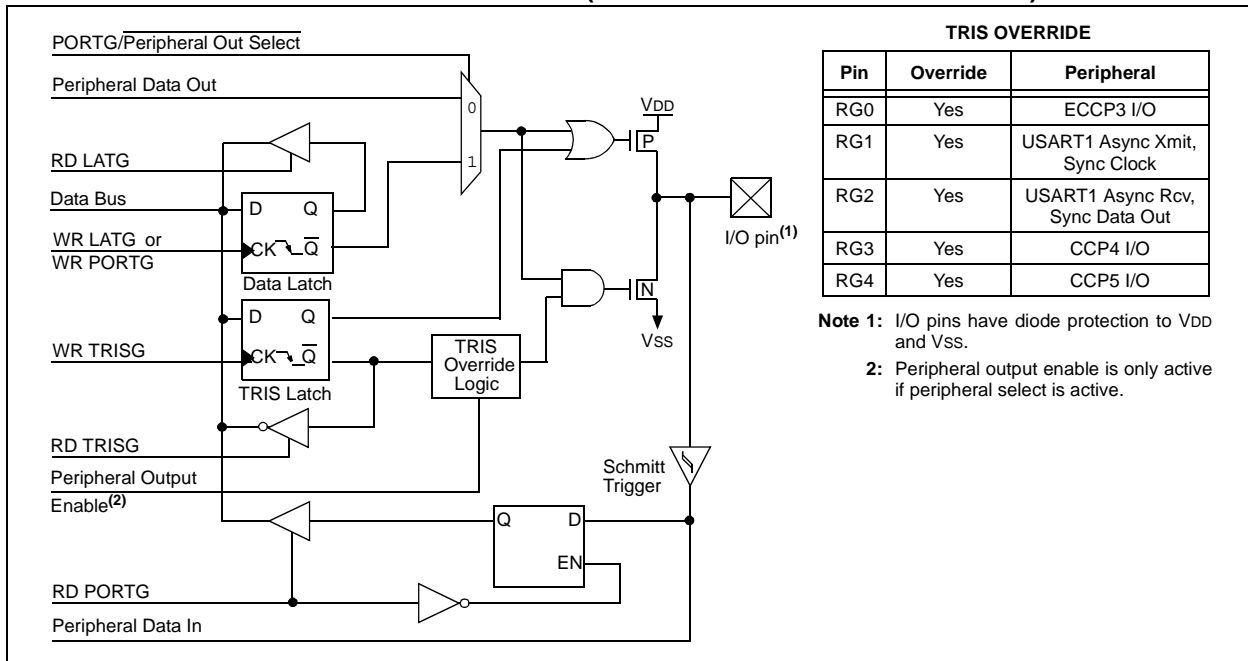 PORTG/Peripheral Out Select
Peripheral Data Out
0
VDD
P
RD LATG
1
Data Bus
D Q
WR LATG or
WR PORTG
CK Q
Data Latch
I/O pin(1)
N
VSS
D Q
WR TRISG
CK Q
TRIS Latch
TRIS
Override
Logic
RD TRISG
Peripheral Output
Enable(2)
Schmitt
Trigger
Q D
EN
RD PORTG
Peripheral Data In
TRIS OVERRIDE
Pin Override Peripheral
RG0 Yes ECCP3 I/O
RG1 Yes USART1 Async Xmit,
Sync Clock
RG2 Yes USART1 Async Rcv,
Sync Data Out
RG3 Yes CCP4 I/O
RG4 Yes CCP5 I/O
Note 1: I/O pins have diode protection to VDD
and VSS.
2: Peripheral output enable is only active
if peripheral select is active.